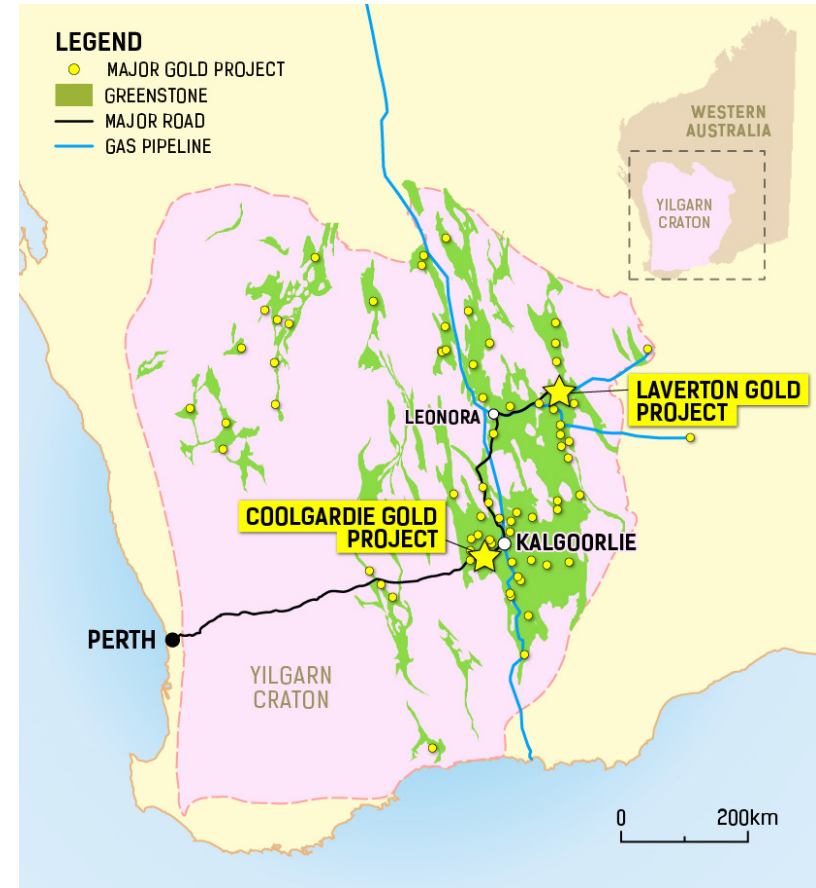 LEGEND
MAJOR GOLD PROJECT
GREENSTONE
MAJOR ROAD
GAS PIPELINE
WESTERN
AUSTRALIA
YILGARN
CRATON
LEONORA
LAVERTON GOLD
PROJECT
COOLGARDIE GOLD
PROJECT
KALGOORLIE
PERTH
YILGARN
CRATON
0 200km